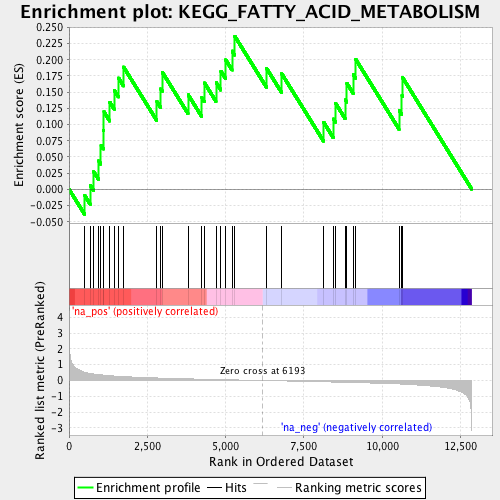 Enrichment plot: KEGG_FATTY_ACID_METABOLISM
Enrichment score (ES)
0.250
0.225
0.200
0.175
0.150
0.125
0.100
0.075
0.050
0.025
0.000
-0.025
-0.050
'na_pos' (positively correlated)
Ranked list metric (PreRanked)
4
3
2
1
0
-1
-2
-3
Zero cross at 6193
'na_neg' (negatively correlated)
0
2,500
5,000
7,500
10,000
12,500
Rank in Ordered Dataset
Enrichment profile
Hits
Ranking metric scores